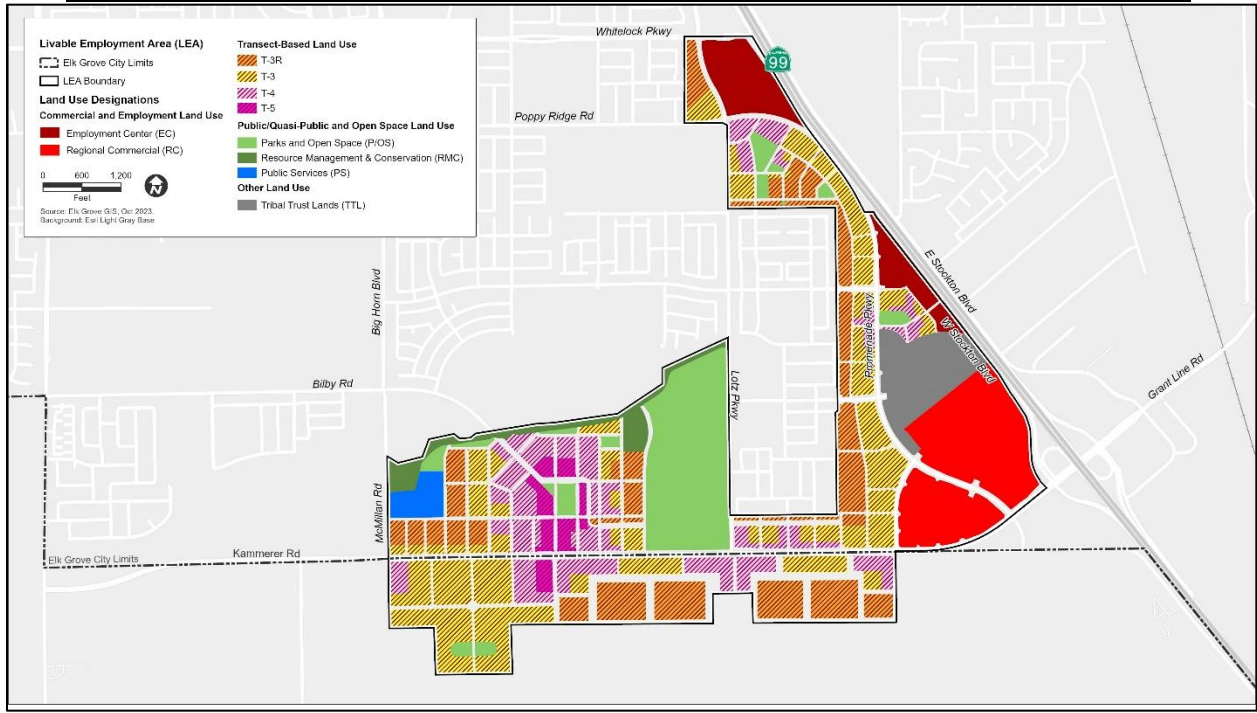 Livable Employment Area (LEA)
Elk Grove City Limits
LEA Boundary
Land Use Designations
Commercial and Employment Land Use
Employment Center (EC)
Regional Commercial (RC)
0 600 1,200
Feet
N
Source: Elk Grove GIS, Oct 2023.
Background: Esri Light Gray Base
Transect-Based Land Use
T-3R
T-3
T-4
T-5
Public/Quasi-Public and Open Space Land Use
Parks and Open Space (P/OS)
Resource Management & Conservation (RMC)
Public Services (PS)
Other Land Use
Tribal Trust Lands (TTL)
Whitelock Pkwy
99
Poppy Ridge Rd
E Stockton Blvd
Big Horn Blvd
Promenade Pkwy
W Stockton Blvd
Lotz Pkwy
Grant Line Rd
Bilby Rd
McMillan Rd
Kammerer Rd
Elk Grove City Limits